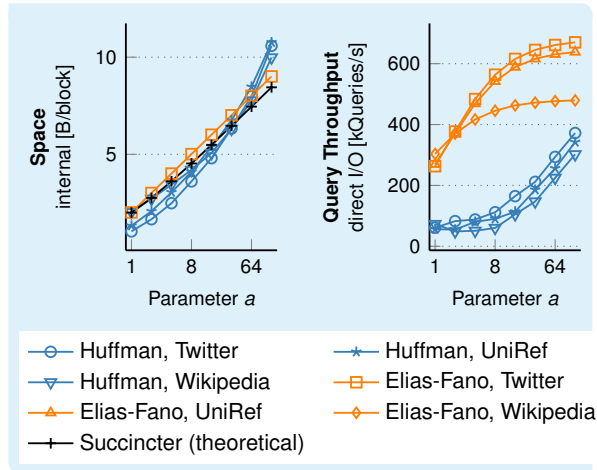 Space
internal [B/block]
10
5
1
8
64
Parameter a
Query Throughput
direct I/O [kQueries/s]
600
400
200
0
1
8
64
Parameter a
Huffman, Twitter
Huffman, UniRef
Huffman, Wikipedia
Elias-Fano, Twitter
Elias-Fano, UniRef
Elias-Fano, Wikipedia
Succincter (theoretical)